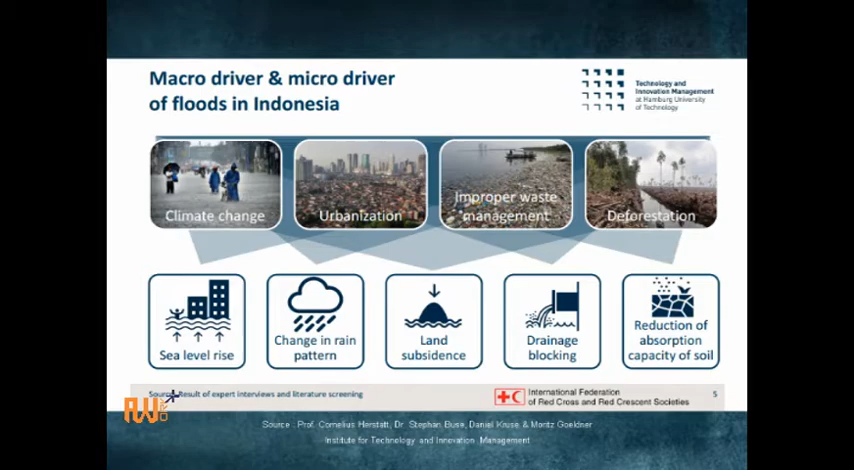 Macro driver & micro driver
of floods in Indonesia
Technology and
Innovation Management
at Hamburg University
of Technology
Climate change
Urbanization
Improper waste
management
Deforestation
Sea level rise
Change in rain
pattern
Land
subsidence
Drainage
blocking
Reduction of
absorption
capacity of soil
Result of expert interviews and literature screening
International Federation
of Red Cross and Red Crescent Societies
5
Source : Prof. Cornelius Herstatt, Dr. Stephan Buse, Daniel Kruse & Moritz Goeldner
Institute for Technology and Innovation Management